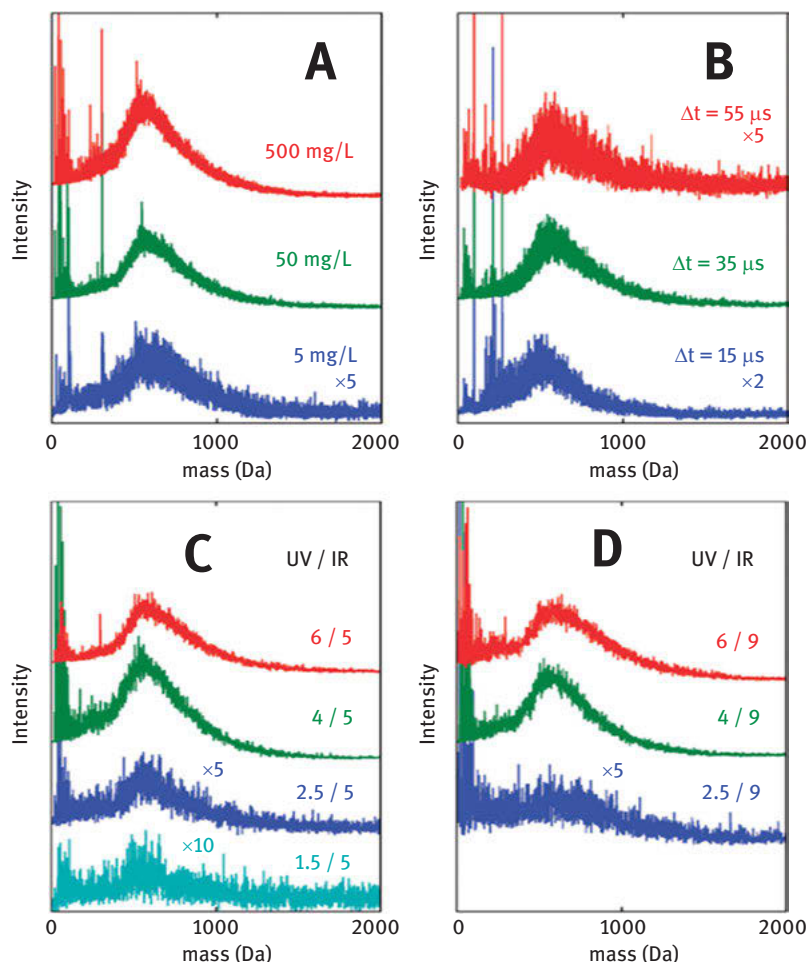 A
500 mg/L
50 mg/L
5 mg/L
×5
Intensity
0
1000
2000
mass (Da)
B
Δt = 55 μs
×5
Δt = 35 μs
Δt = 15 μs
×2
Intensity
0
1000
2000
mass (Da)
C
UV / IR
6 / 5
4 / 5
×5
2.5 / 5
×10
1.5 / 5
Intensity
0
1000
2000
mass (Da)
D
UV / IR
6 / 9
4 / 9
×5
2.5 / 9
Intensity
0
1000
2000
mass (Da)